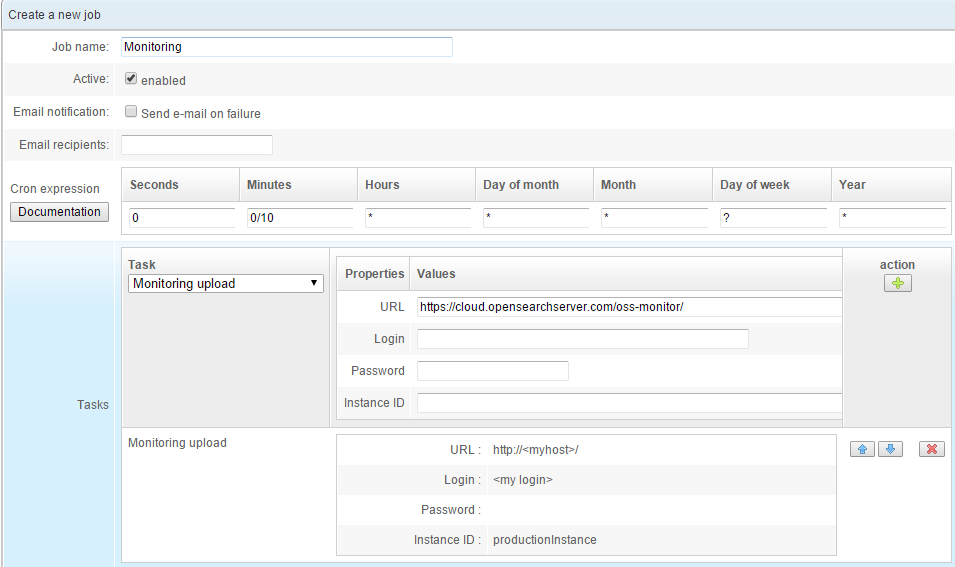 Create a new job
Job name: Monitoring
Active: enabled
Email notification: Send e-mail on failure
Email recipients:
Cron expression
Documentation
Seconds Minutes Hours Day of month Month Day of week Year
0 0/10 * * * ? *
Tasks
Task
Monitoring upload
Properties Values
URL https://cloud.opensearchserver.com/oss-monitor/
Login
Password
Instance ID
action
Monitoring upload
URL : http://<myhost>/
Login : <my login>
Password :
Instance ID : productionInstance